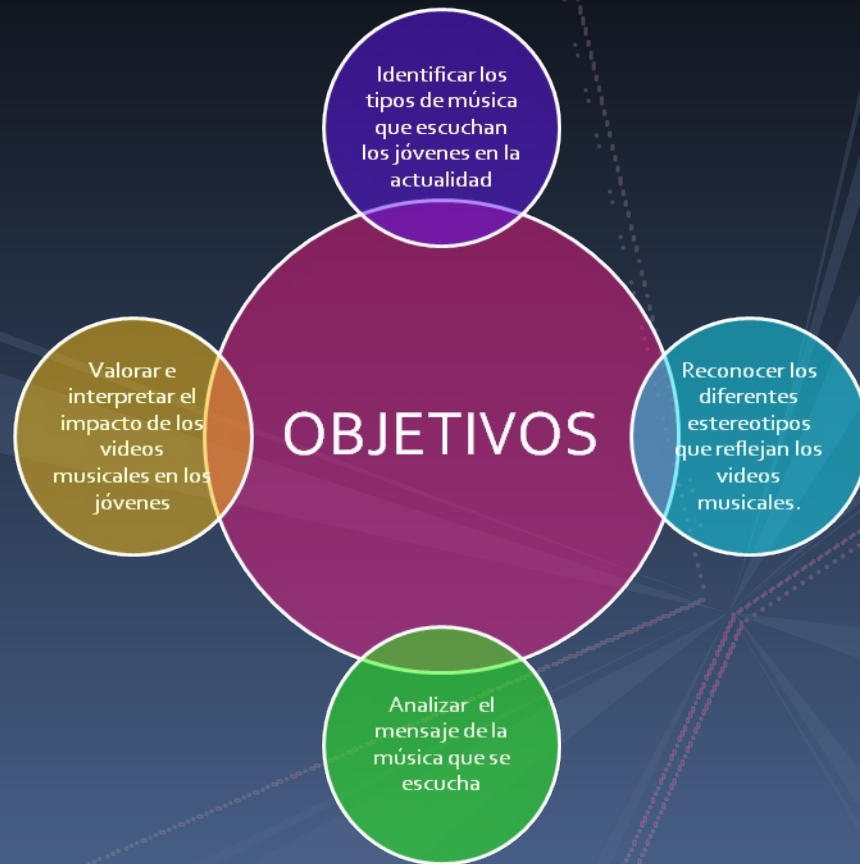 Identificar los
tipos de música
que escuchan
los jóvenes en la
actualidad
Valorar e
interpretar el
impacto de los
videos
musicales en los
jóvenes
OBJETIVOS
Reconocer los
diferentes
estereotipos
que reflejan los
videos
musicales.
Analizar el
mensaje de la
música que se
escucha